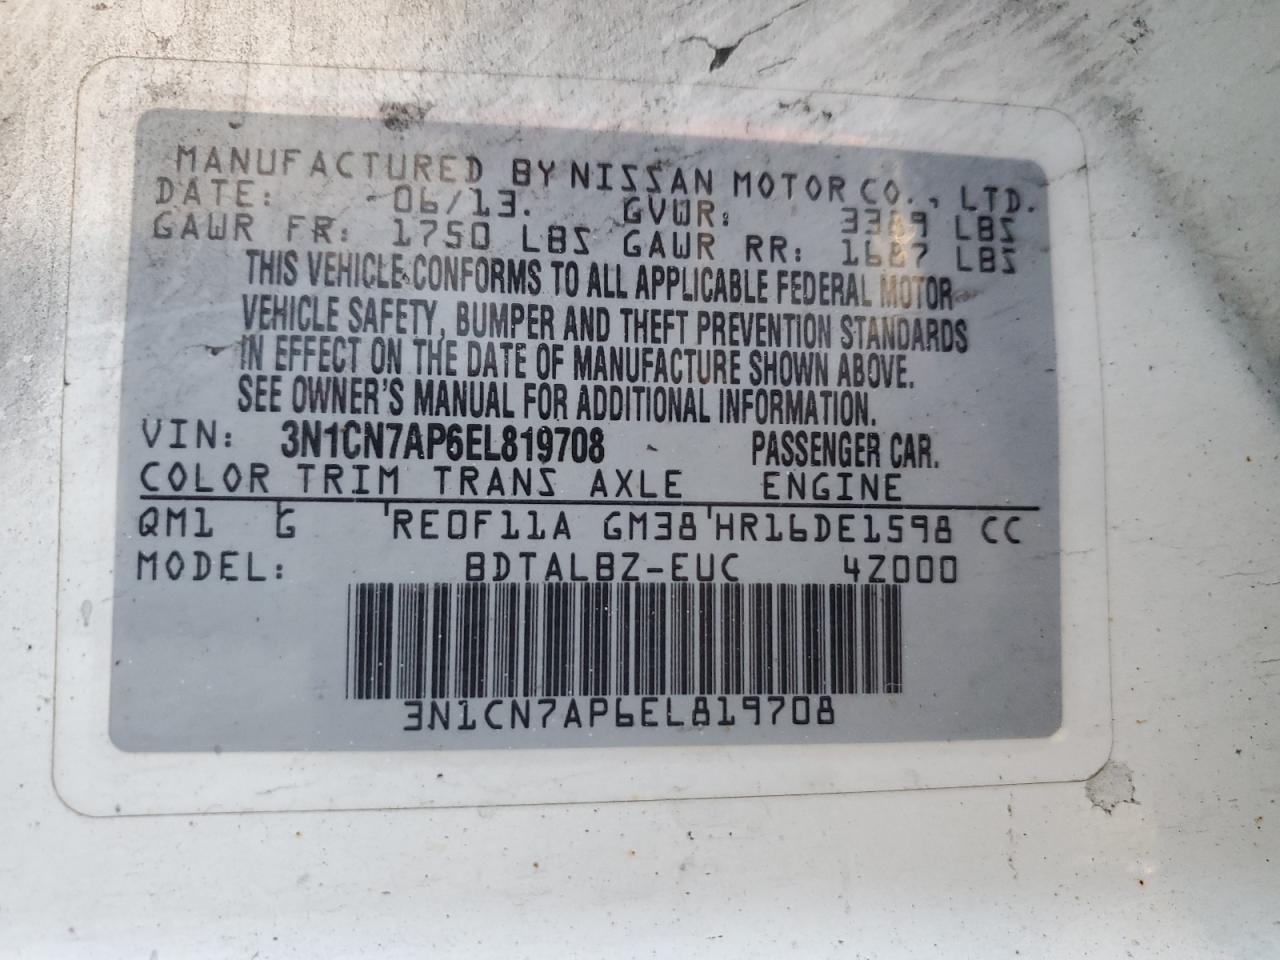 MANUFACTURED BY NISSAN MOTOR CO., LTD.
DATE: 06/13. GVWR: 3389 LBS
GAWR FR: 1750 LBS GAWR RR: 1687 LBS
THIS VEHICLE CONFORMS TO ALL APPLICABLE FEDERAL MOTOR
VEHICLE SAFETY, BUMPER AND THEFT PREVENTION STANDARDS
IN EFFECT ON THE DATE OF MANUFACTURE SHOWN ABOVE.
SEE OWNER'S MANUAL FOR ADDITIONAL INFORMATION.
VIN: 3N1CN7AP6EL819708 PASSENGER CAR.
COLOR TRIM TRANS AXLE ENGINE
QM1 G RE0F11A GM38 HR16DE1598 CC
MODEL: BDTALBZ-EUC 4Z000
3N1CN7AP6EL819708